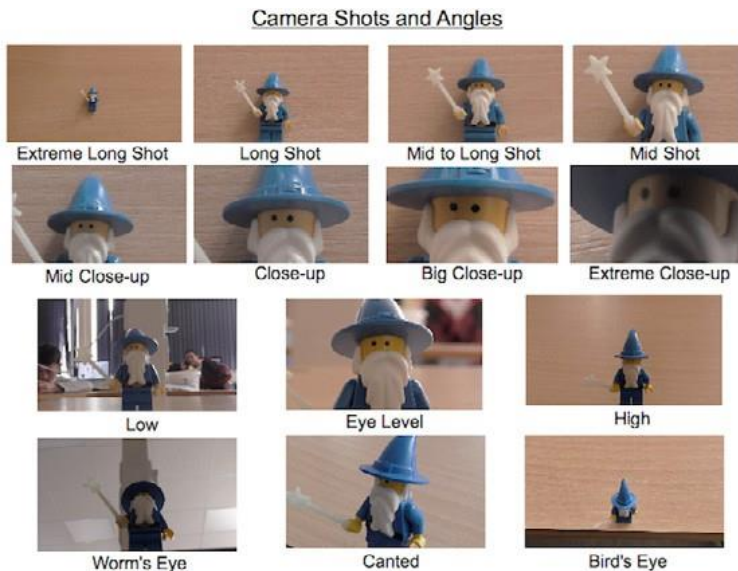 Camera Shots and Angles
Extreme Long Shot
Long Shot
Mid to Long Shot
Mid Shot
Mid Close-up
Close-up
Big Close-up
Extreme Close-up
Low
Eye Level
High
Worm's Eye
Canted
Bird's Eye